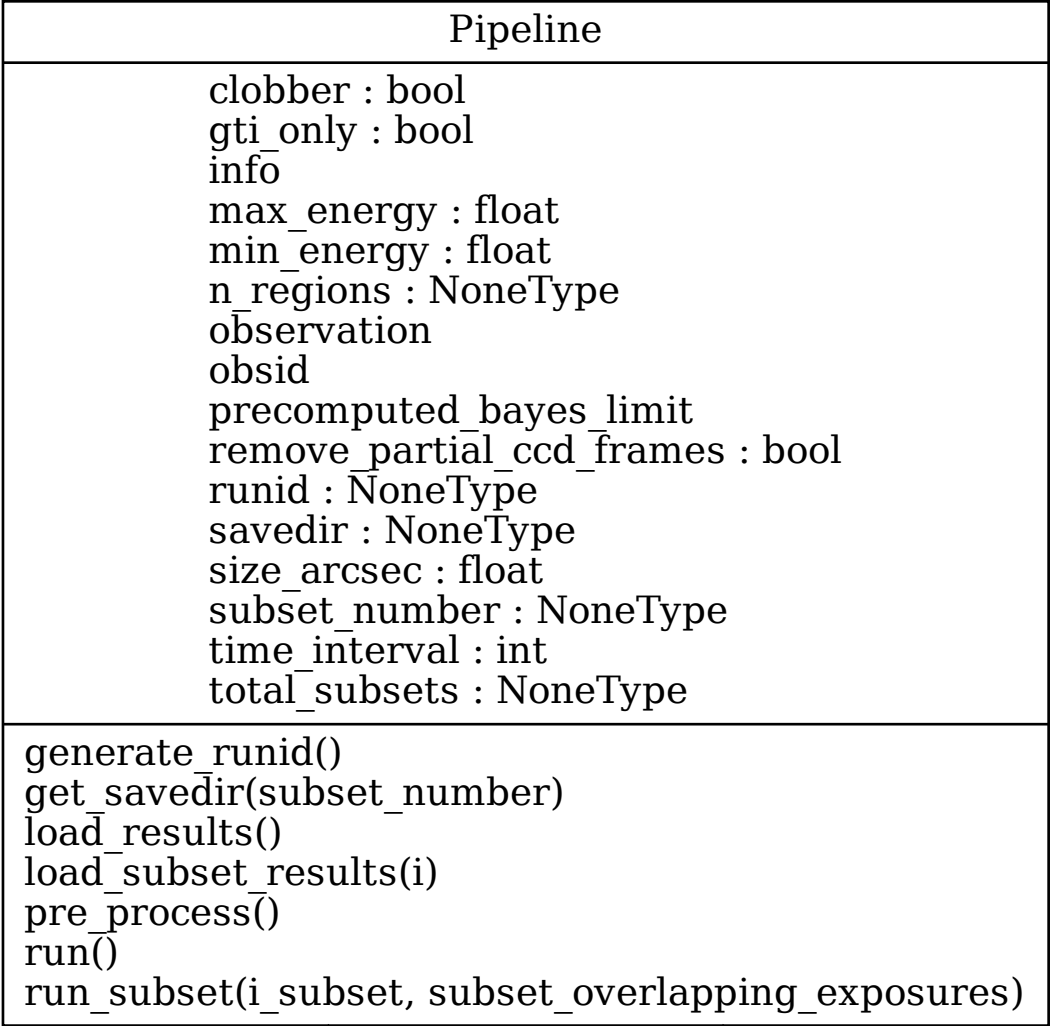 Pipeline
clobber : bool
gti_only : bool
info
max_energy : float
min_energy : float
n_regions : NoneType
observation
obsid
precomputed_bayes_limit
remove_partial_ccd_frames : bool
runid : NoneType
savedir : NoneType
size_arcsec : float
subset_number : NoneType
time_interval : int
total_subsets : NoneType
generate_runid()
get_savedir(subset_number)
load_results()
load_subset_results(i)
pre_process()
run()
run_subset(i_subset, subset_overlapping_exposures)